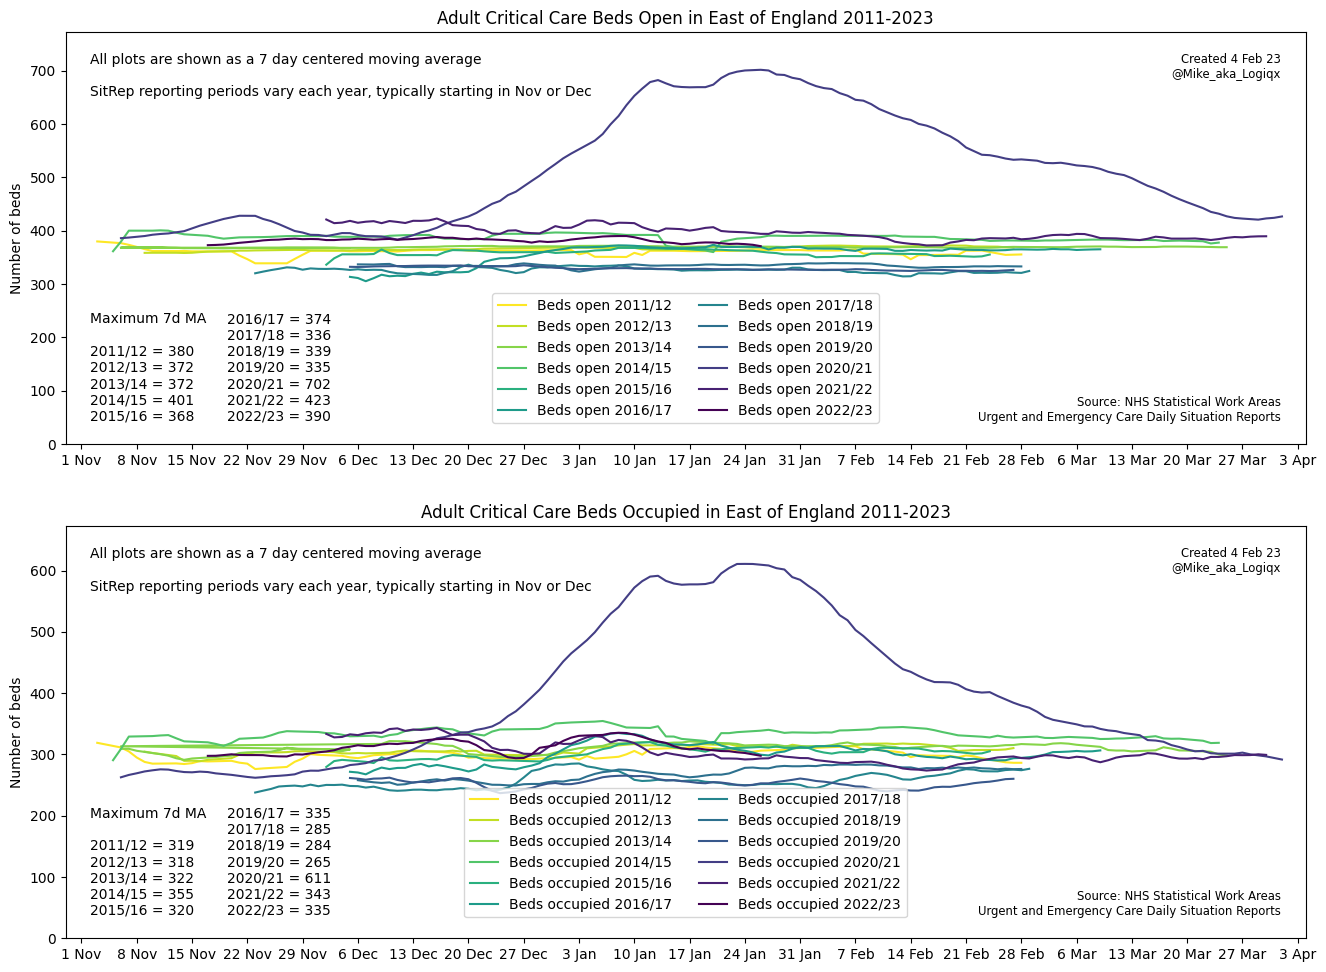 Adult Critical Care Beds Open in East of England 2011-2023
All plots are shown as a 7 day centered moving average
SitRep reporting periods vary each year, typically starting in Nov or Dec
Created 4 Feb 23
@Mike_aka_Logiqx
Number of beds
700
600
500
400
300
200
100
0
Maximum 7d MA
2011/12 = 380
2012/13 = 372
2013/14 = 372
2014/15 = 401
2015/16 = 368
2016/17 = 374
2017/18 = 336
2018/19 = 339
2019/20 = 335
2020/21 = 702
2021/22 = 423
2022/23 = 390
Beds open 2011/12
Beds open 2012/13
Beds open 2013/14
Beds open 2014/15
Beds open 2015/16
Beds open 2016/17
Beds open 2017/18
Beds open 2018/19
Beds open 2019/20
Beds open 2020/21
Beds open 2021/22
Beds open 2022/23
Source: NHS Statistical Work Areas
Urgent and Emergency Care Daily Situation Reports
1 Nov 8 Nov 15 Nov 22 Nov 29 Nov 6 Dec 13 Dec 20 Dec 27 Dec 3 Jan 10 Jan 17 Jan 24 Jan 31 Jan 7 Feb 14 Feb 21 Feb 28 Feb 6 Mar 13 Mar 20 Mar 27 Mar 3 Apr
Adult Critical Care Beds Occupied in East of England 2011-2023
All plots are shown as a 7 day centered moving average
SitRep reporting periods vary each year, typically starting in Nov or Dec
Created 4 Feb 23
@Mike_aka_Logiqx
Number of beds
600
500
400
300
200
100
0
Maximum 7d MA
2011/12 = 319
2012/13 = 318
2013/14 = 322
2014/15 = 355
2015/16 = 320
2016/17 = 335
2017/18 = 285
2018/19 = 284
2019/20 = 265
2020/21 = 611
2021/22 = 343
2022/23 = 335
Beds occupied 2011/12
Beds occupied 2012/13
Beds occupied 2013/14
Beds occupied 2014/15
Beds occupied 2015/16
Beds occupied 2016/17
Beds occupied 2017/18
Beds occupied 2018/19
Beds occupied 2019/20
Beds occupied 2020/21
Beds occupied 2021/22
Beds occupied 2022/23
Source: NHS Statistical Work Areas
Urgent and Emergency Care Daily Situation Reports
1 Nov 8 Nov 15 Nov 22 Nov 29 Nov 6 Dec 13 Dec 20 Dec 27 Dec 3 Jan 10 Jan 17 Jan 24 Jan 31 Jan 7 Feb 14 Feb 21 Feb 28 Feb 6 Mar 13 Mar 20 Mar 27 Mar 3 Apr